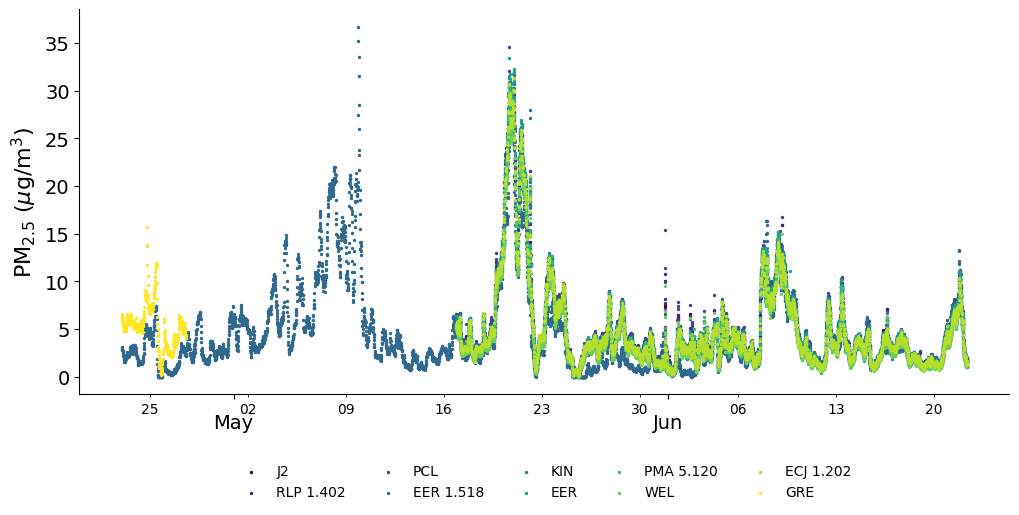 PM2.5 (μg/m3)
35
30
25
20
15
10
5
0
25 02 09 16 23 30 06 13 20
May Jun
J2 PCL KIN PMA 5.120 ECJ 1.202
RLP 1.402 EER 1.518 EER WEL GRE